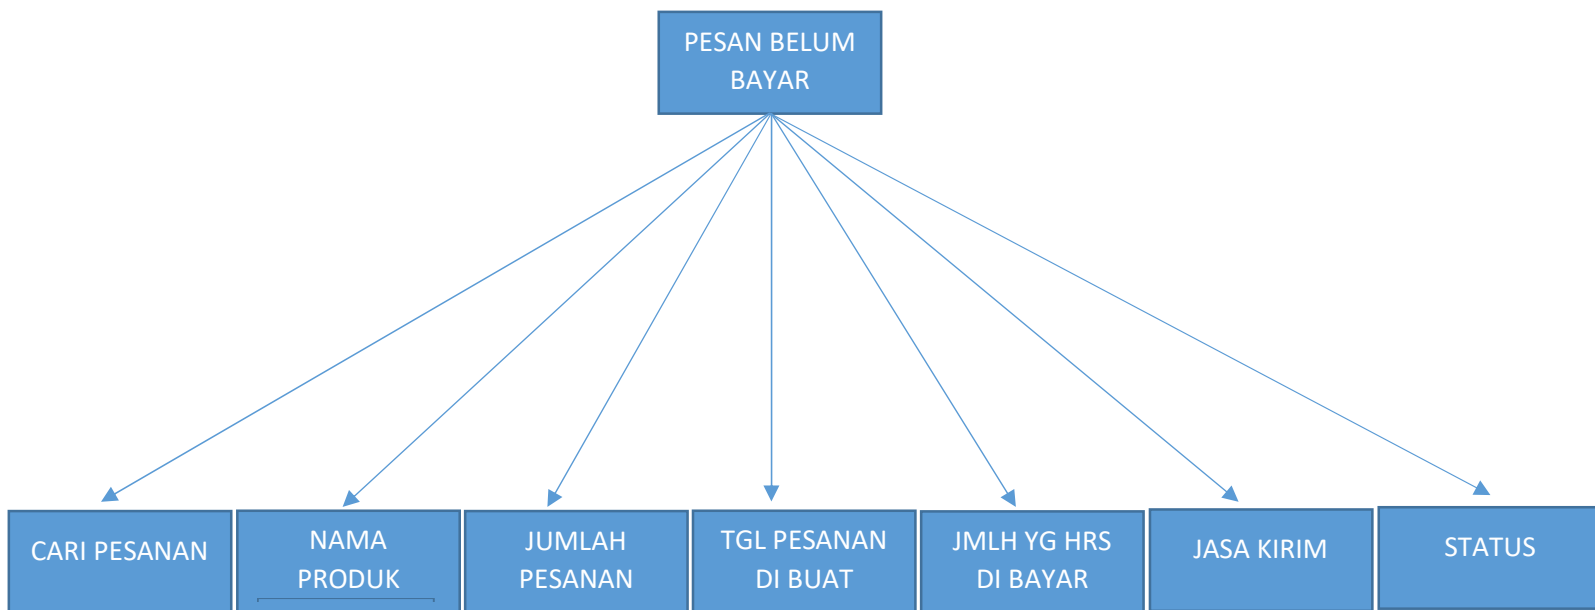 PESAN BELUM
BAYAR
CARI PESANAN
NAMA
PRODUK
JUMLAH
PESANAN
TGL PESANAN
DI BUAT
JMLH YG HRS
DI BAYAR
JASA KIRIM
STATUS